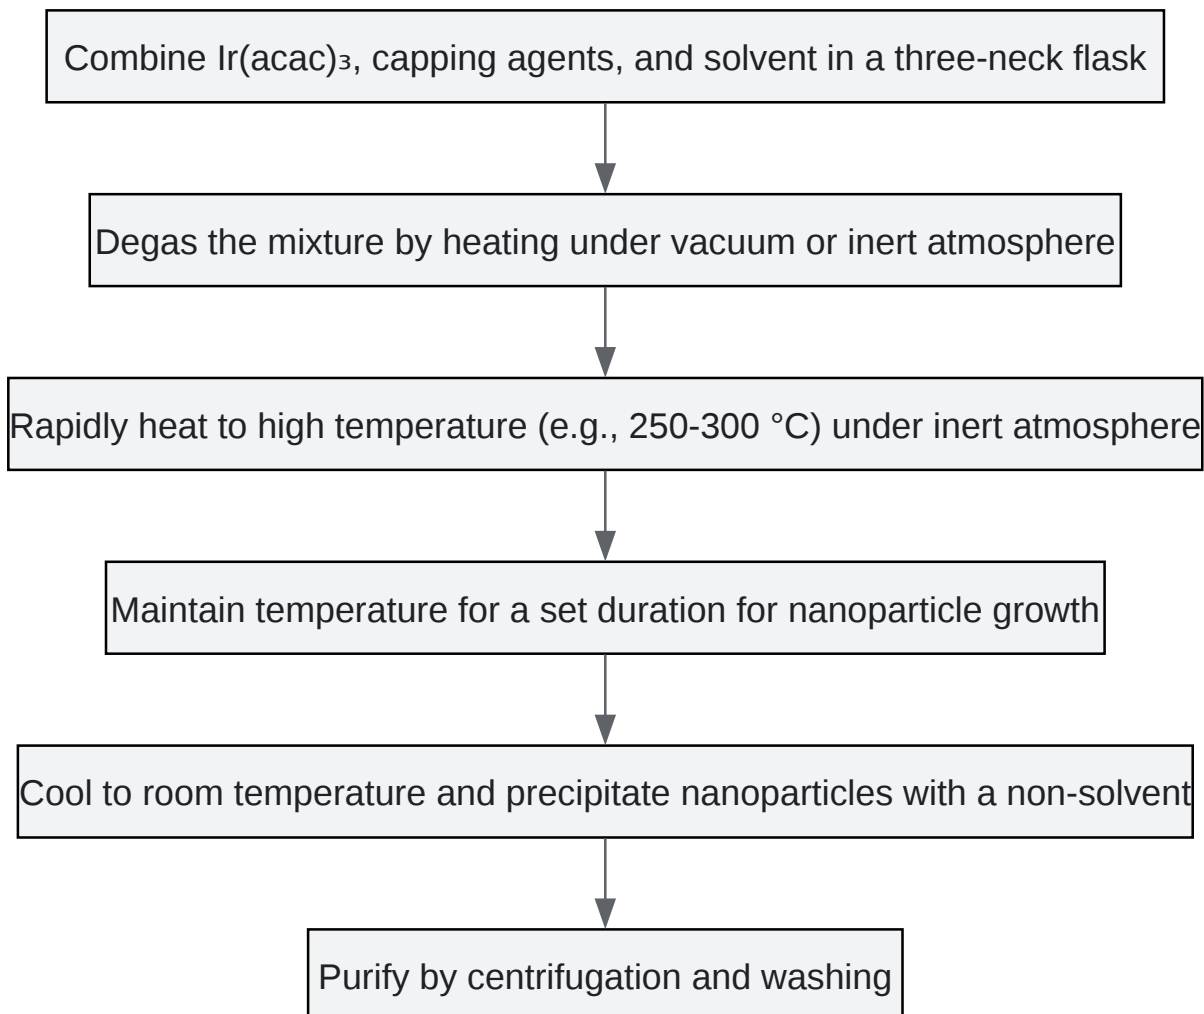 Combine Ir(acac)₃, capping agents, and solvent in a three-neck flask
Degas the mixture by heating under vacuum or inert atmosphere
Rapidly heat to high temperature (e.g., 250-300 °C) under inert atmosphere
Maintain temperature for a set duration for nanoparticle growth
Cool to room temperature and precipitate nanoparticles with a non-solvent
Purify by centrifugation and washing